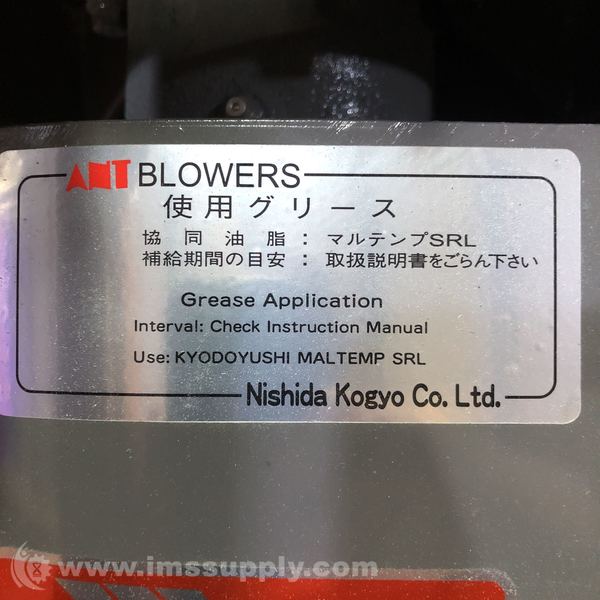 ANT BLOWERS
使用グリース
協同油脂：マルテンプSRL
補給期間の目安：取扱説明書をごらん下さい
Grease Application
Interval: Check Instruction Manual
Use: KYODOYUSHI MALTEMP SRL
Nishida Kogyo Co. Ltd.
www.imssupply.com